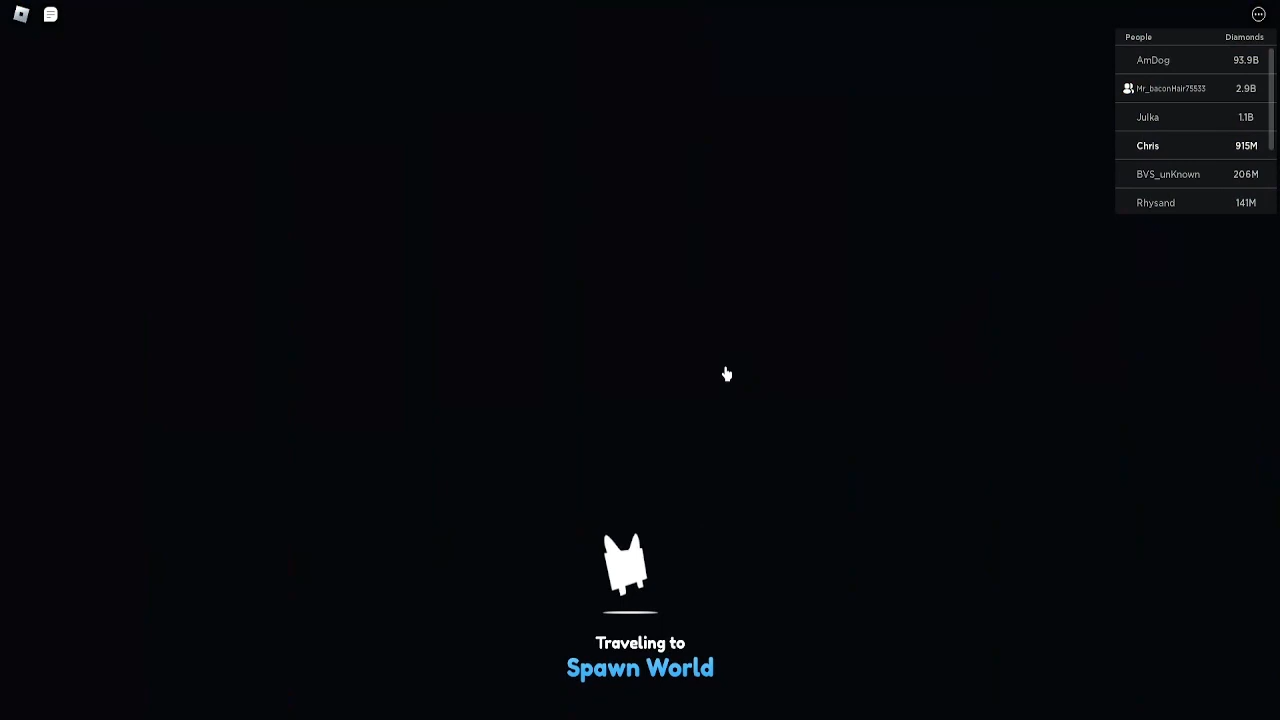 People Diamonds
AmDog 93.9B
Mr_baconHair75533 2.9B
Julka 1.1B
Chris 915M
BVS_unKnown 206M
Rhysand 141M
Traveling to
Spawn World